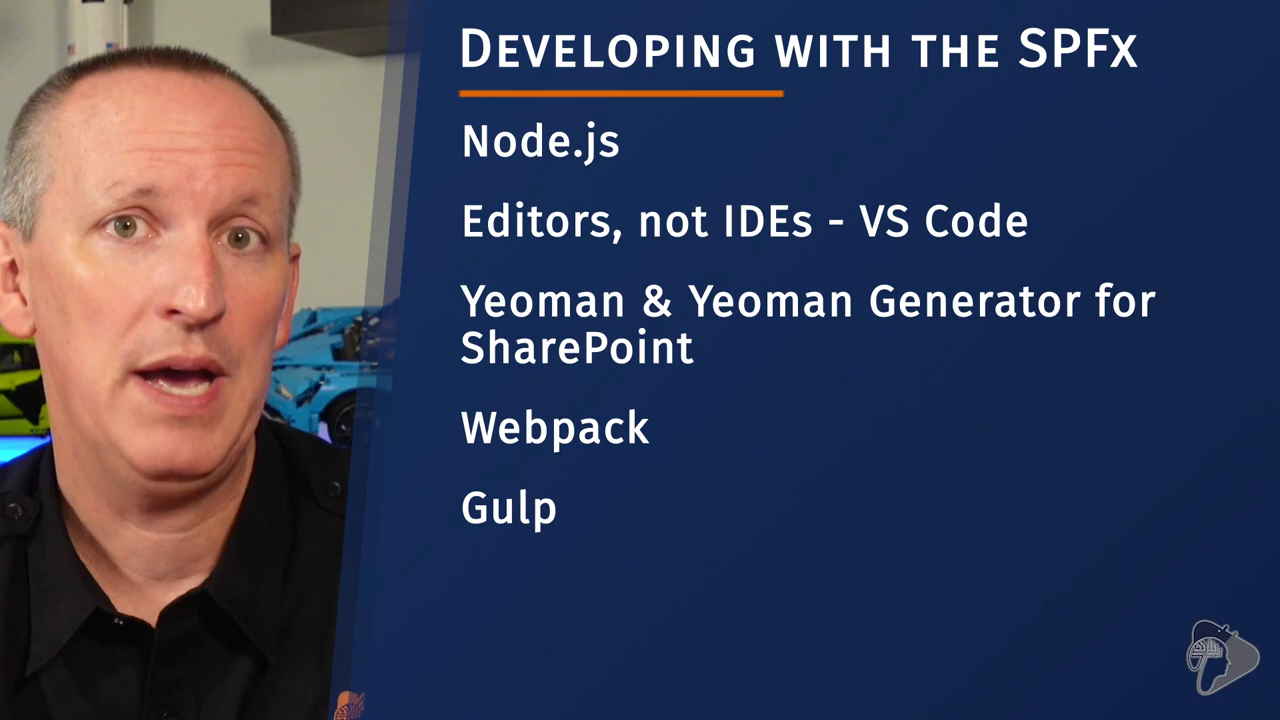 Developing with the SPFx
Node.js
Editors, not IDEs - VS Code
Yeoman & Yeoman Generator for
SharePoint
Webpack
Gulp